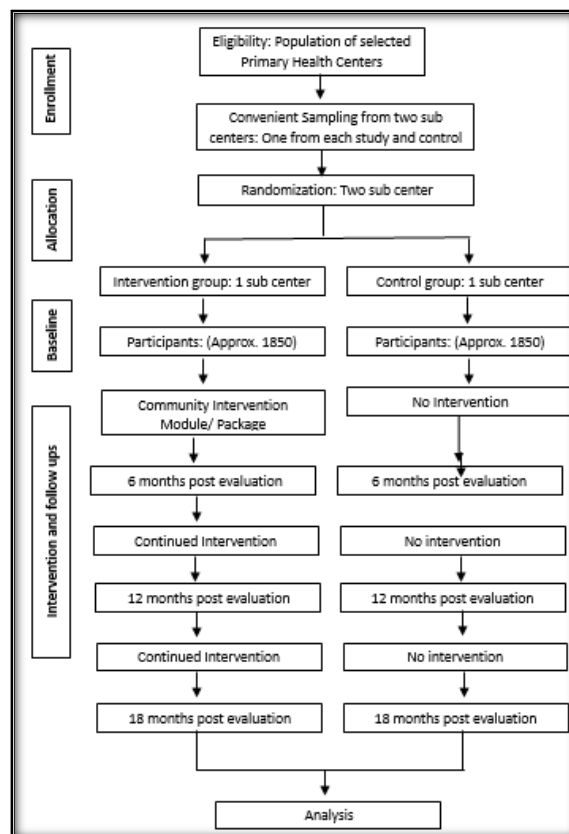 Enrollment
Eligibility: Population of selected
Primary Health Centers
Convenient Sampling from two sub
centers: One from each study and control
Allocation
Randomization: Two sub center
Intervention group: 1 sub center
Control group: 1 sub center
Baseline
Participants: (Approx. 1850)
Participants: (Approx. 1850)
Intervention and follow ups
Community Intervention
Module/ Package
No Intervention
6 months post evaluation
6 months post evaluation
Continued Intervention
No intervention
12 months post evaluation
12 months post evaluation
Continued Intervention
No intervention
18 months post evaluation
18 months post evaluation
Analysis